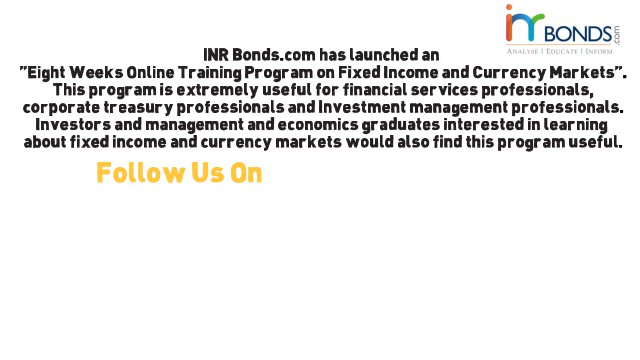 inr BONDS.com
ANALYSE | EDUCATE | INFORM
INR Bonds.com has launched an
"Eight Weeks Online Training Program on Fixed Income and Currency Markets".
This program is extremely useful for financial services professionals,
corporate treasury professionals and Investment management professionals.
Investors and management and economics graduates interested in learning
about fixed income and currency markets would also find this program useful.
Follow Us On